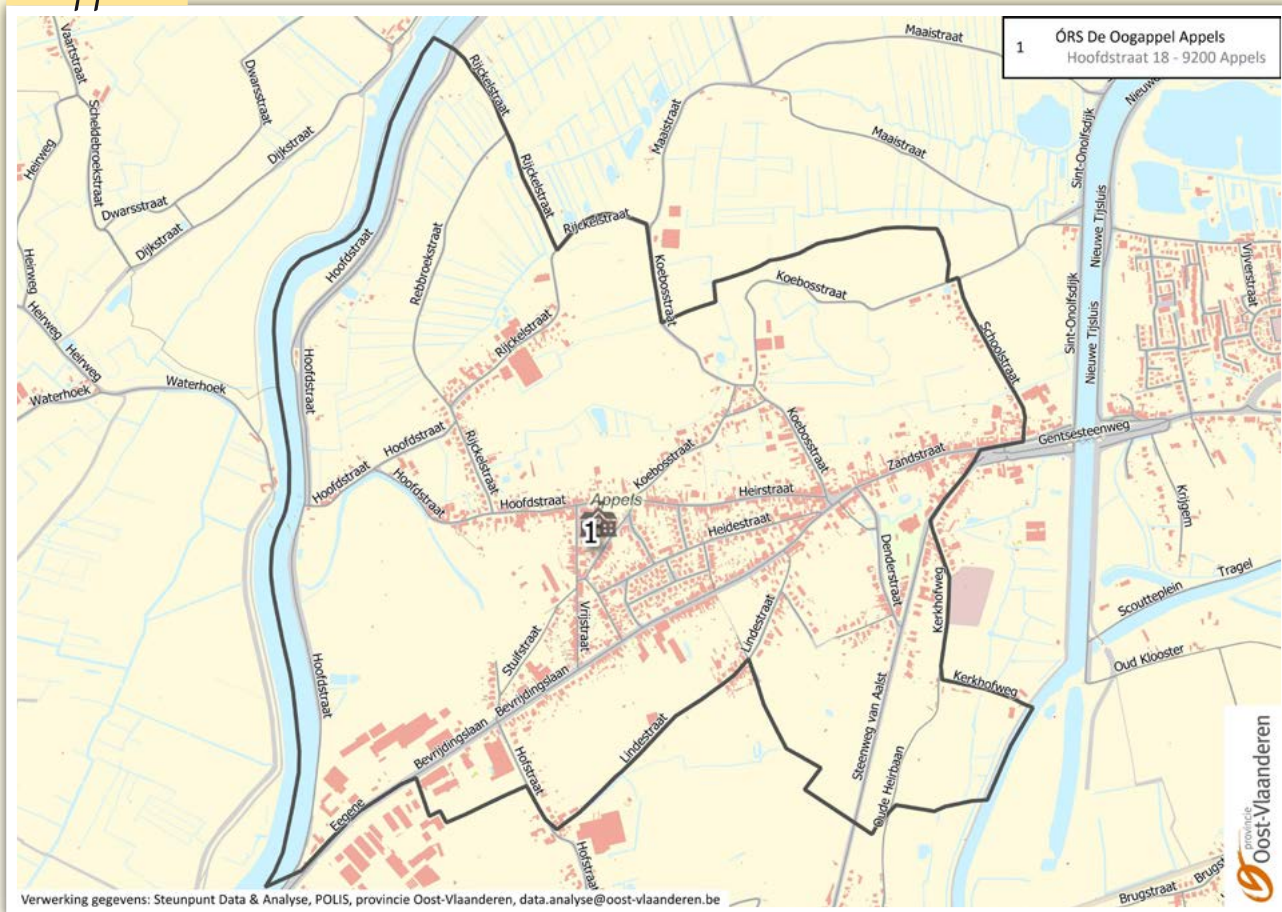 1 ÓRS De Oogappel Appels
Hoofdstraat 18 - 9200 Appels
Vaartstraat
Scheldebroekstraat
Dwarsstraat
Dijkstraat
Heirweg
Dwarsstraat
Dijkstraat
Heirweg
Heirweg
Heirweg
Waterhoek
Waterhoek
Hoofdstraat
Hoofdstraat
Hoofdstraat
Hoofdstraat
Hoofdstraat
Hoofdstraat
Hoofdstraat
Rebbroekstraat
Rijckelstraat
Rijckelstraat
Rijckelstraat
Rijckelstraat
Rijckelstraat
Maaistraat
Maaistraat
Maaistraat
Koebosstraat
Koebosstraat
Koebosstraat
Koebosstraat
Schoolstraat
Sint-Onolfsdijk
Sint-Onolfsdijk
Nieuwe Tijsluis
Nieuwe Tijsluis
Nieuwe
Vijverstraat
Gentsesteenweg
Zandstraat
Heirstraat
Heidestraat
Appels
1
Vrijstraat
Stuifstraat
Bevrijdingslaan
Bevrijdingslaan
Eegene
Hofstraat
Hofstraat
Lindestraat
Lindestraat
Denderstraat
Kerkhofweg
Kerkhofweg
Steenweg van Aalst
Oude Heirbaan
Krijgem
Tragel
Scoutteplein
Oud Klooster
Brugstraat
Brugst
provincie
Oost-Vlaanderen
Verwerking gegevens: Steunpunt Data & Analyse, POLIS, provincie Oost-Vlaanderen, data.analyse@oost-vlaanderen.be